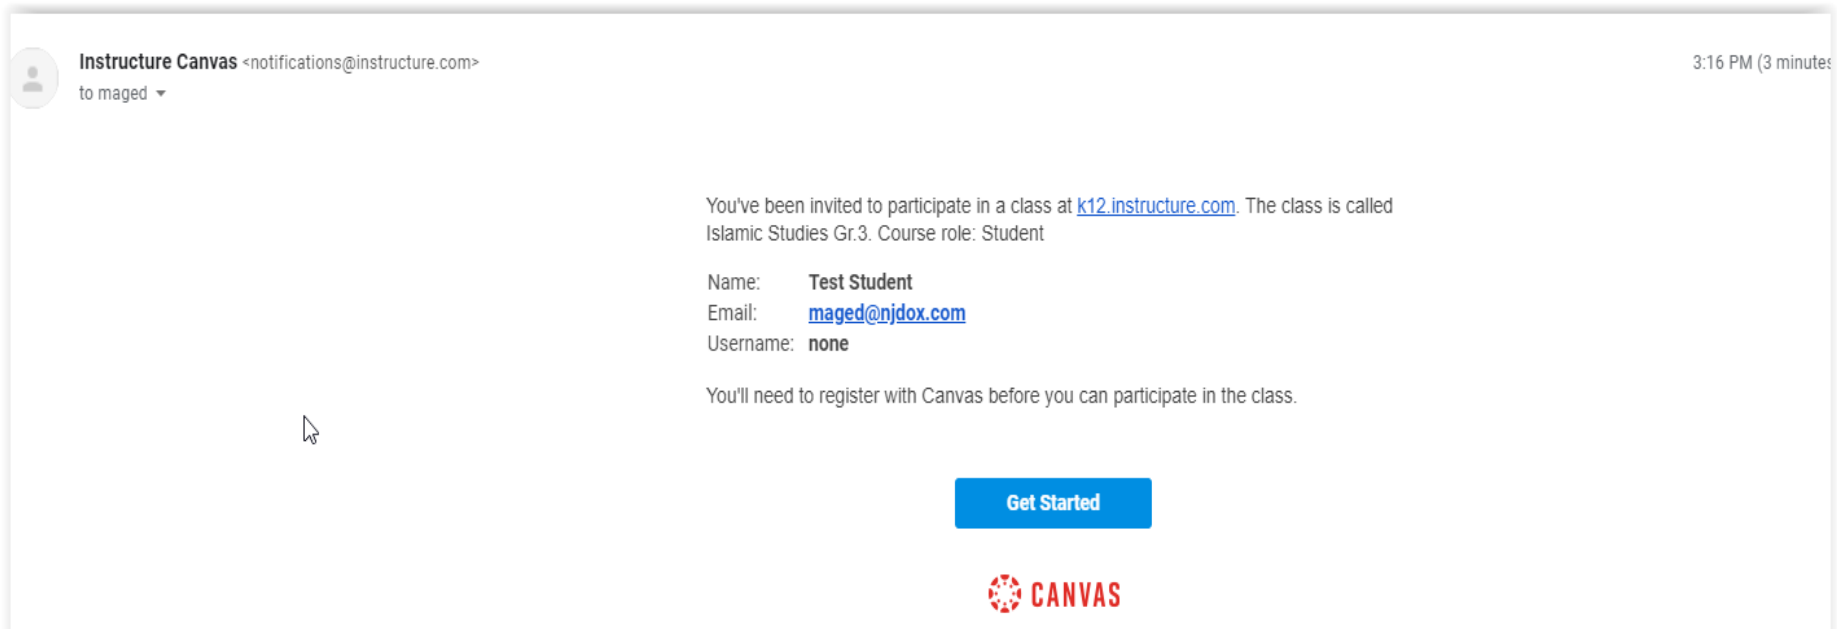 Instructure Canvas <notifications@instructure.com>
3:16 PM (3 minutes
to maged
You've been invited to participate in a class at k12.instructure.com. The class is called
Islamic Studies Gr.3. Course role: Student
Name: Test Student
Email: maged@njdox.com
Username: none
You'll need to register with Canvas before you can participate in the class.
Get Started
CANVAS